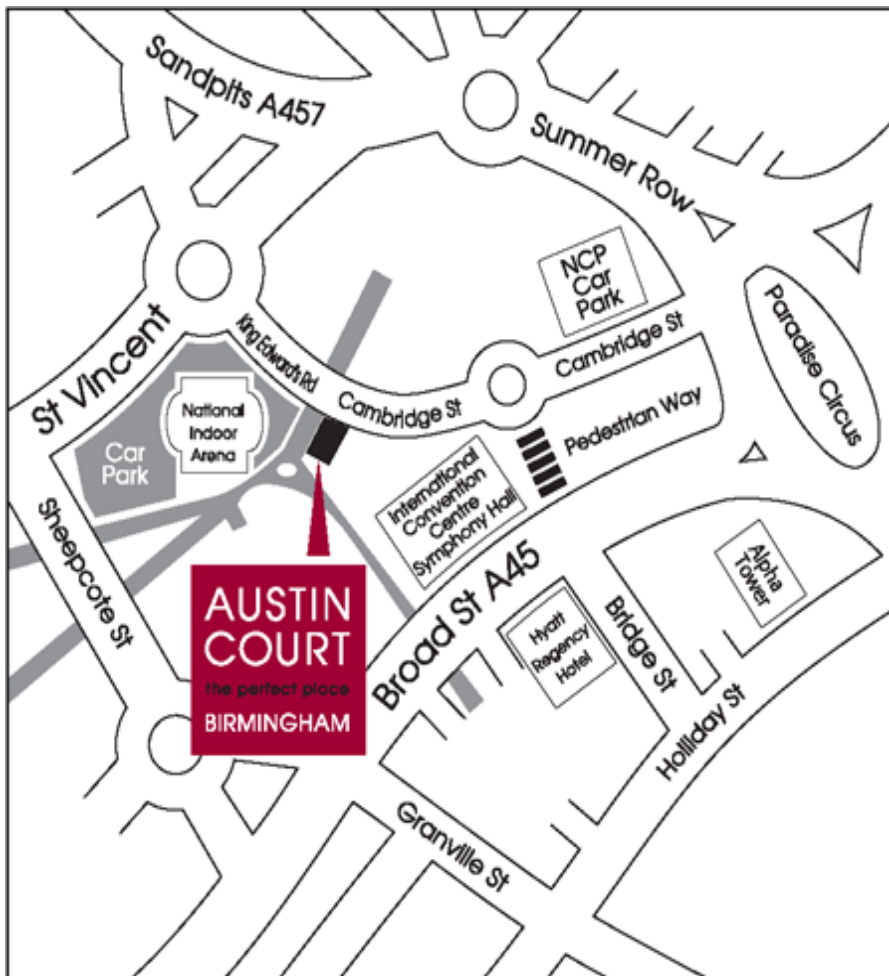 Sandpits A457
Summer Row
NCP
Car
Park
Paradise Circus
St Vincent
King Edward's Rd
Cambridge St
Cambridge St
National
Indoor
Arena
Car
Park
Pedestrian Way
International
Convention
Centre
Symphony Hall
Sheepcote St
Broad St A45
Alpha
Tower
Hyatt
Regency
Hotel
Bridge St
AUSTIN
COURT
the perfect place
BIRMINGHAM
Holliday St
Granville St